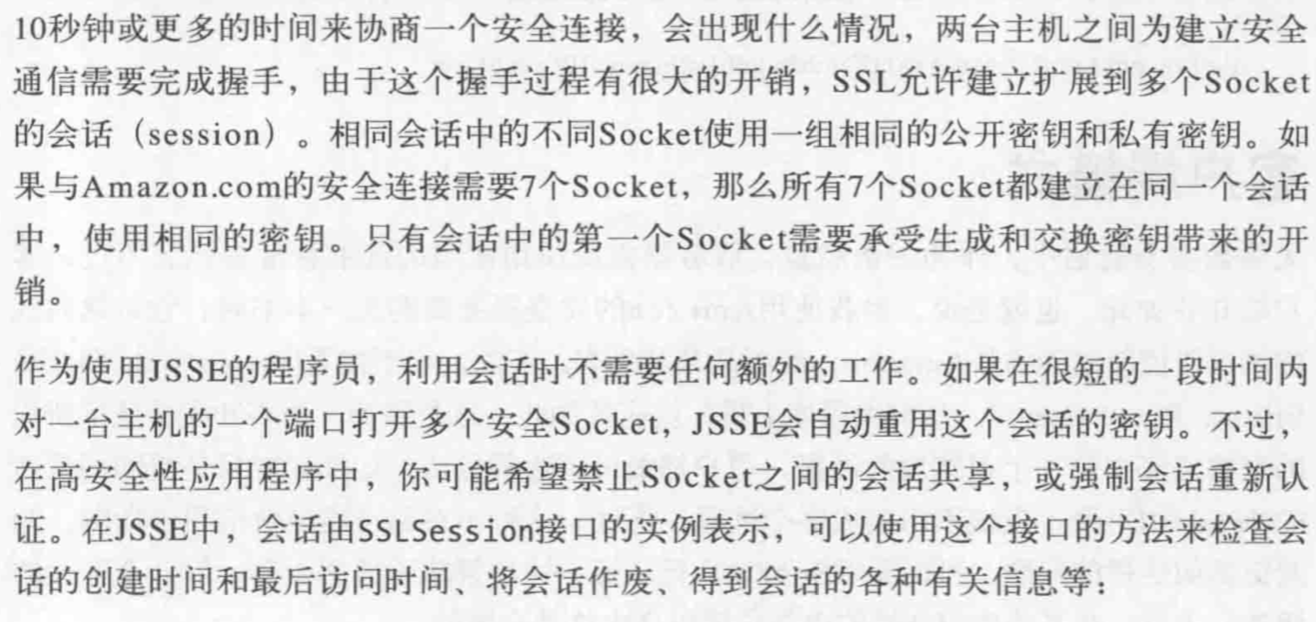 10秒钟或更多的时间来协商一个安全连接，会出现什么情况，两台主机之间为建立安全
通信需要完成握手，由于这个握手过程有很大的开销，SSL允许建立扩展到多个Socket
的会话（session）。相同会话中的不同Socket使用一组相同的公开密钥和私有密钥。如
果与Amazon.com的安全连接需要7个Socket，那么所有7个Socket都建立在同一个会话
中，使用相同的密钥。只有会话中的第一个Socket需要承受生成和交换密钥带来的开
销。
作为使用JSSE的程序员，利用会话时不需要任何额外的工作。如果在很短的一段时间内
对一台主机的一个端口打开多个安全Socket，JSSE会自动重用这个会话的密钥。不过，
在高安全性应用程序中，你可能希望禁止Socket之间的会话共享，或强制会话重新认
证。在JSSE中，会话由SSLSession接口的实例表示，可以使用这个接口的方法来检查会
话的创建时间和最后访问时间、将会话作废、得到会话的各种有关信息等：